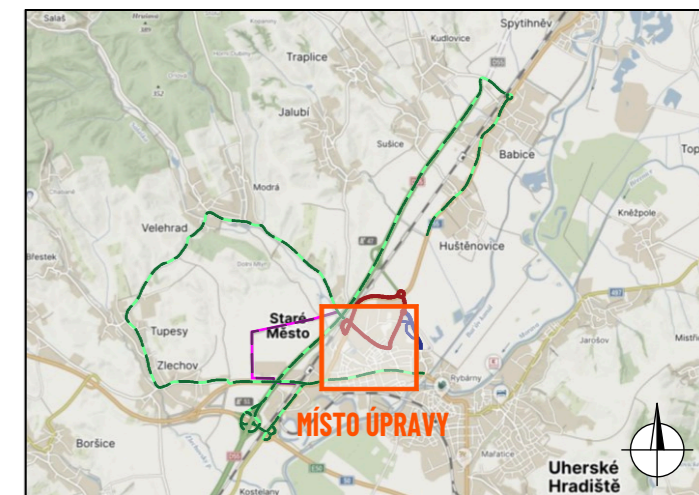 Salaš
Spytihněv
Kudlovice
Traplice
Jalubí
Sušice
Babice
Modrá
Kněžpole
Velehrad
Huštěnovice
Břestek
Staré
Město
Jarošov
Tupesy
Zlechov
Rybárny
MÍSTO ÚPRAVY
Boršice
Mařatice
Uherské
Hradiště
Kostelany